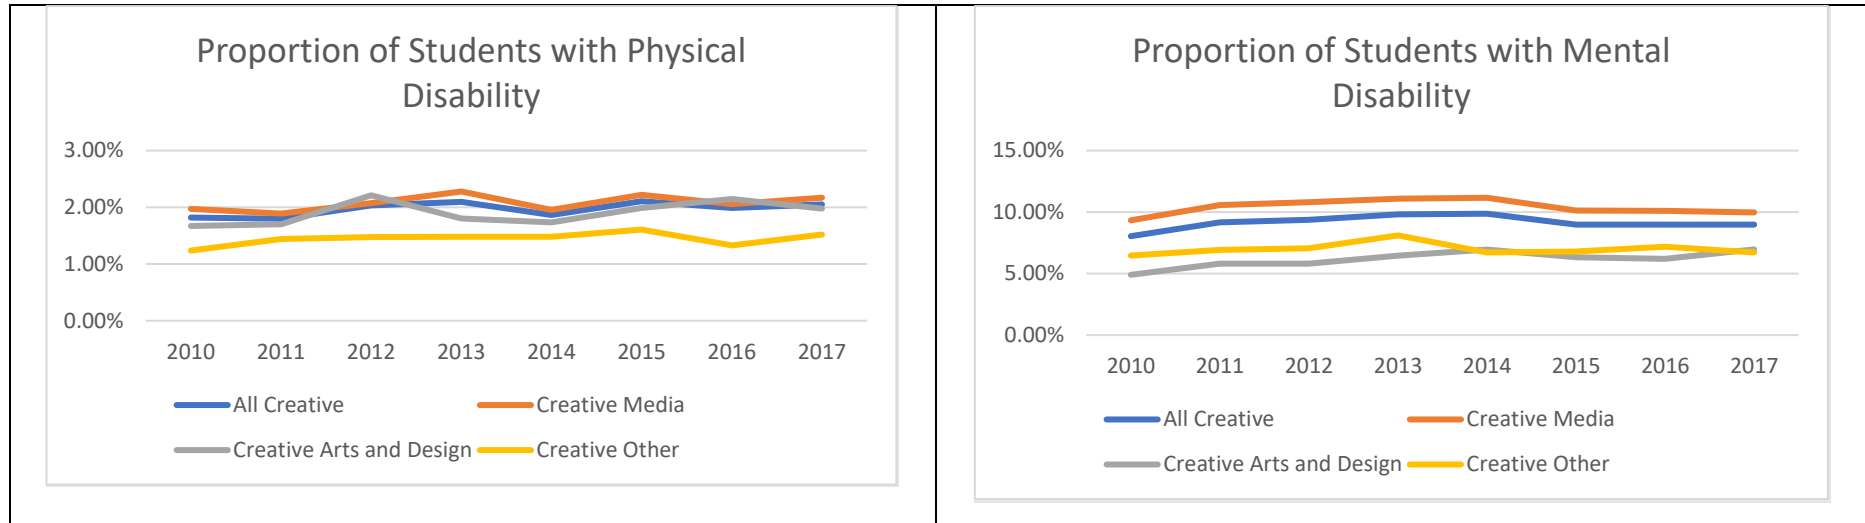 Proportion of Students with Physical
Disability
3.00%
2.00%
1.00%
0.00%
2010 2011 2012 2013 2014 2015 2016 2017
All Creative Creative Media
Creative Arts and Design Creative Other
Proportion of Students with Mental
Disability
15.00%
10.00%
5.00%
0.00%
2010 2011 2012 2013 2014 2015 2016 2017
All Creative Creative Media
Creative Arts and Design Creative Other